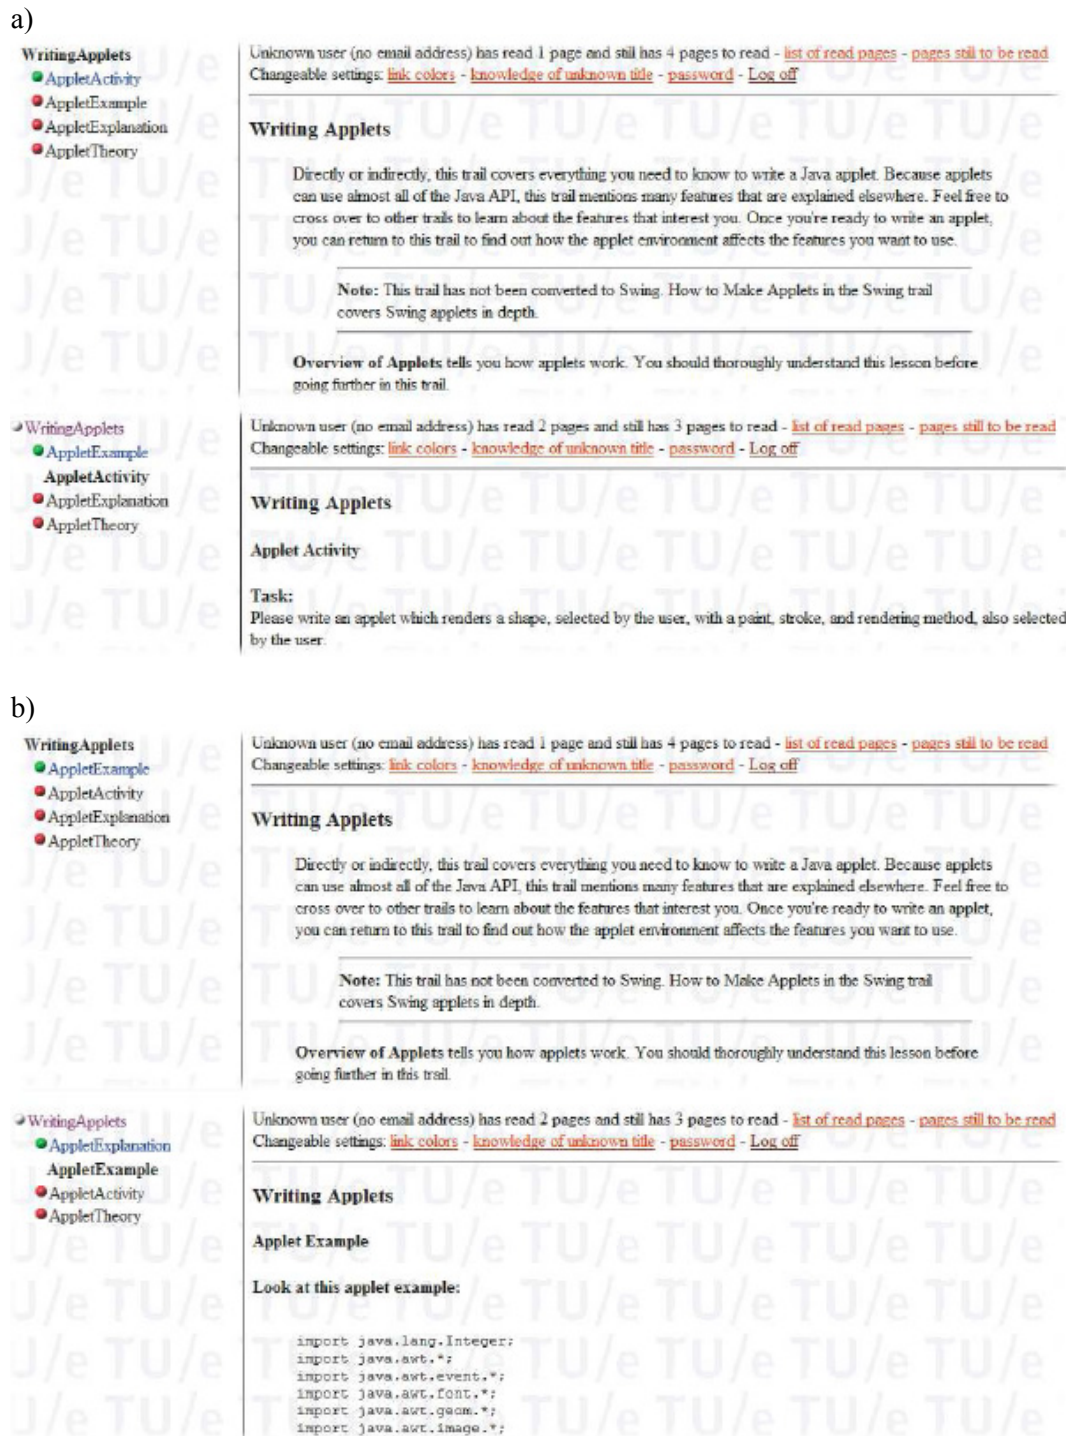 a)
WritingApplets
AppletActivity
AppletExample
AppletExplanation
AppletTheory
Unknown user (no email address) has read 1 page and still has 4 pages to read - list of read pages - pages still to be read
Changeable settings: link colors - knowledge of unknown title - password - Log off
Writing Applets
Directly or indirectly, this trail covers everything you need to know to write a Java applet. Because applets
can use almost all of the Java API, this trail mentions many features that are explained elsewhere. Feel free to
cross over to other trails to learn about the features that interest you. Once you're ready to write an applet,
you can return to this trail to find out how the applet environment affects the features you want to use.
Note: This trail has not been converted to Swing. How to Make Applets in the Swing trail
covers Swing applets in depth.
Overview of Applets tells you how applets work. You should thoroughly understand this lesson before
going further in this trail.
WritingApplets
AppletExample
AppletActivity
AppletExplanation
AppletTheory
Unknown user (no email address) has read 2 pages and still has 3 pages to read - list of read pages - pages still to be read
Changeable settings: link colors - knowledge of unknown title - password - Log off
Writing Applets
Applet Activity
Task:
Please write an applet which renders a shape, selected by the user, with a paint, stroke, and rendering method, also selected
by the user.
b)
WritingApplets
AppletExample
AppletActivity
AppletExplanation
AppletTheory
Unknown user (no email address) has read 1 page and still has 4 pages to read - list of read pages - pages still to be read
Changeable settings: link colors - knowledge of unknown title - password - Log off
Writing Applets
Directly or indirectly, this trail covers everything you need to know to write a Java applet. Because applets
can use almost all of the Java API, this trail mentions many features that are explained elsewhere. Feel free to
cross over to other trails to learn about the features that interest you. Once you're ready to write an applet,
you can return to this trail to find out how the applet environment affects the features you want to use.
Note: This trail has not been converted to Swing. How to Make Applets in the Swing trail
covers Swing applets in depth.
Overview of Applets tells you how applets work. You should thoroughly understand this lesson before
going further in this trail.
WritingApplets
AppletExplanation
AppletExample
AppletActivity
AppletTheory
Unknown user (no email address) has read 2 pages and still has 3 pages to read - list of read pages - pages still to be read
Changeable settings: link colors - knowledge of unknown title - password - Log off
Writing Applets
Applet Example
Look at this applet example:
import java.lang.Integer;
import java.awt.*;
import java.awt.event.*;
import java.awt.font.*;
import java.awt.geom.*;
import java.awt.image.*;